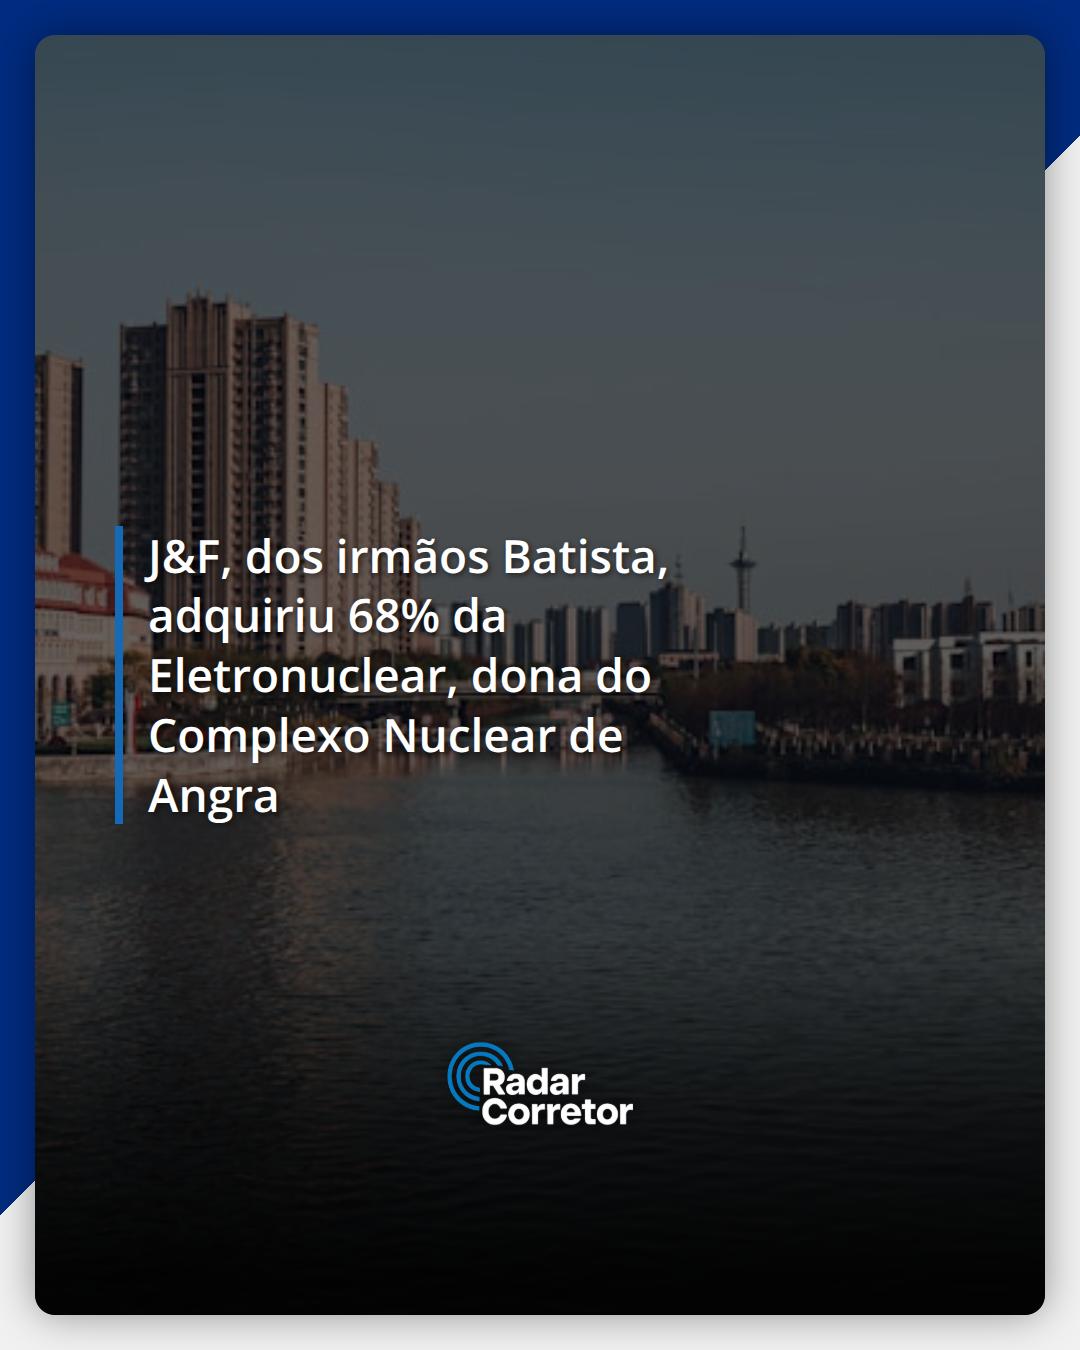 J&F, dos irmãos Batista,
adquiriu 68% da
Eletronuclear, dona do
Complexo Nuclear de
Angra
Radar
Corretor